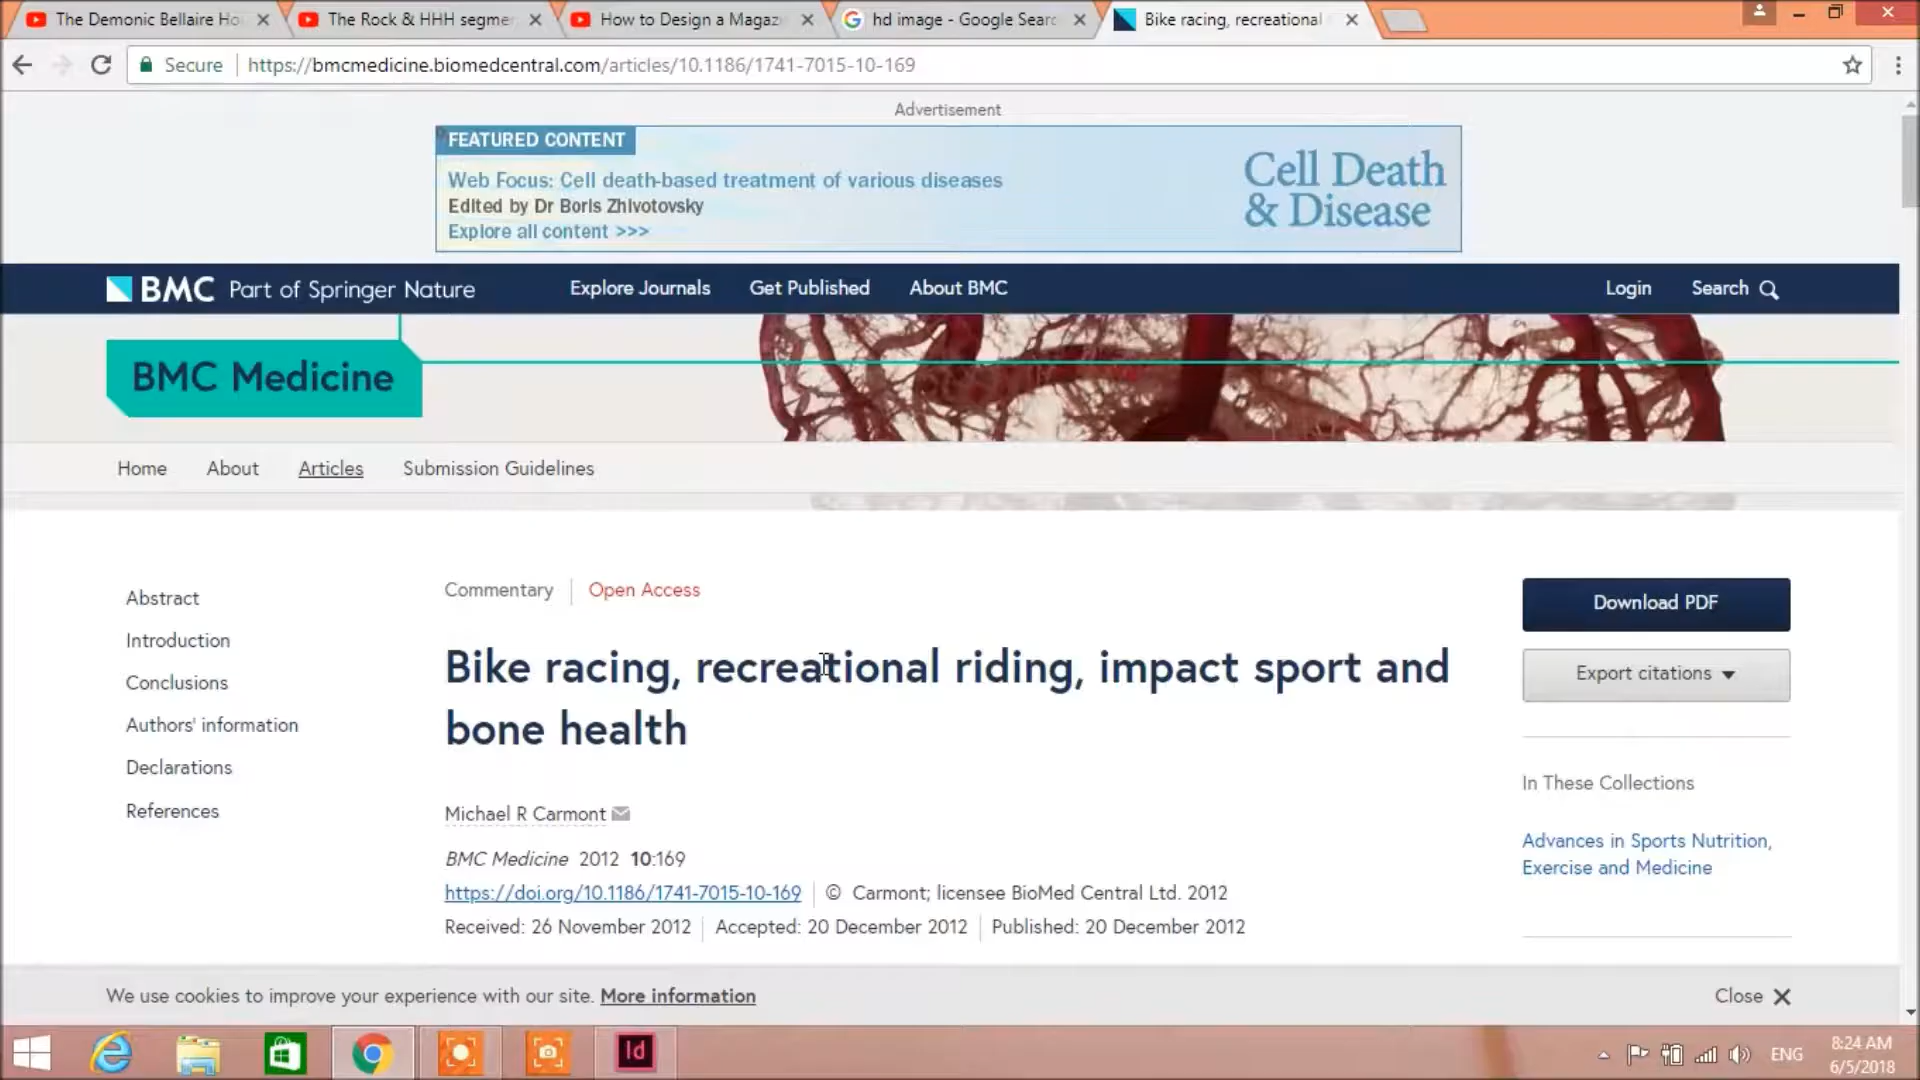 The Demonic Bellaire Ho
The Rock & HHH segme
How to Design a Magaz
hd image - Google Searc
Bike racing, recreational
Secure
https://bmcmedicine.biomedcentral.com/articles/10.1186/1741-7015-10-169
Advertisement
FEATURED CONTENT
Web Focus: Cell death-based treatment of various diseases
Edited by Dr Boris Zhivotovsky
Explore all content >>>
Cell Death
& Disease
BMC Part of Springer Nature
Explore Journals
Get Published
About BMC
Login
Search
BMC Medicine
Home
About
Articles
Submission Guidelines
Abstract
Introduction
Conclusions
Authors' information
Declarations
References
Commentary
Open Access
Bike racing, recreational riding, impact sport and
bone health
Michael R Carmont
BMC Medicine 2012 10:169
https://doi.org/10.1186/1741-7015-10-169 © Carmont; licensee BioMed Central Ltd. 2012
Received: 26 November 2012 Accepted: 20 December 2012 Published: 20 December 2012
Download PDF
Export citations
In These Collections
Advances in Sports Nutrition,
Exercise and Medicine
We use cookies to improve your experience with our site. More information
Close
Id
ENG
8:24 AM
6/5/2018